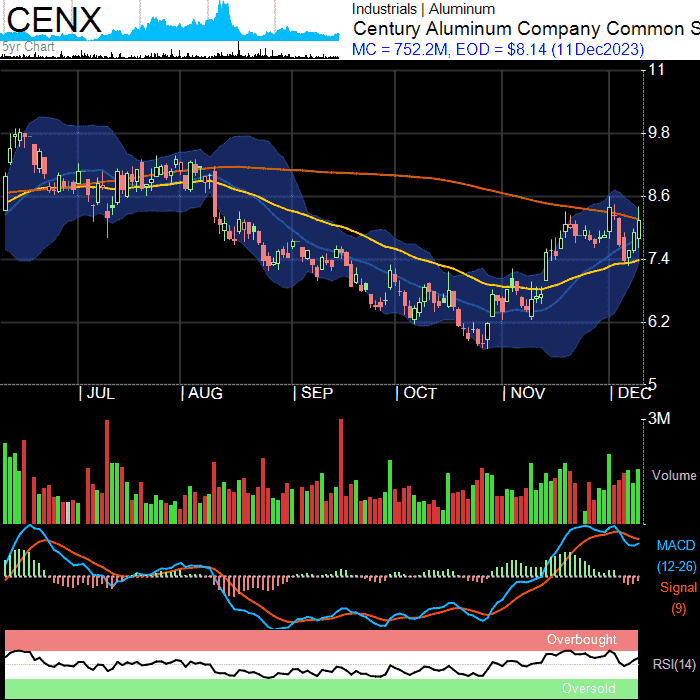 CENX
5yr Chart
Industrials | Aluminum
Century Aluminum Company Common S
MC = 752.2M, EOD = $8.14 (11Dec2023)
11
9.8
8.6
7.4
6.2
5
| JUL | AUG | SEP | OCT | NOV | DEC
3M
Volume
MACD
(12-26)
Signal
(9)
Overbought
RSI(14)
Oversold